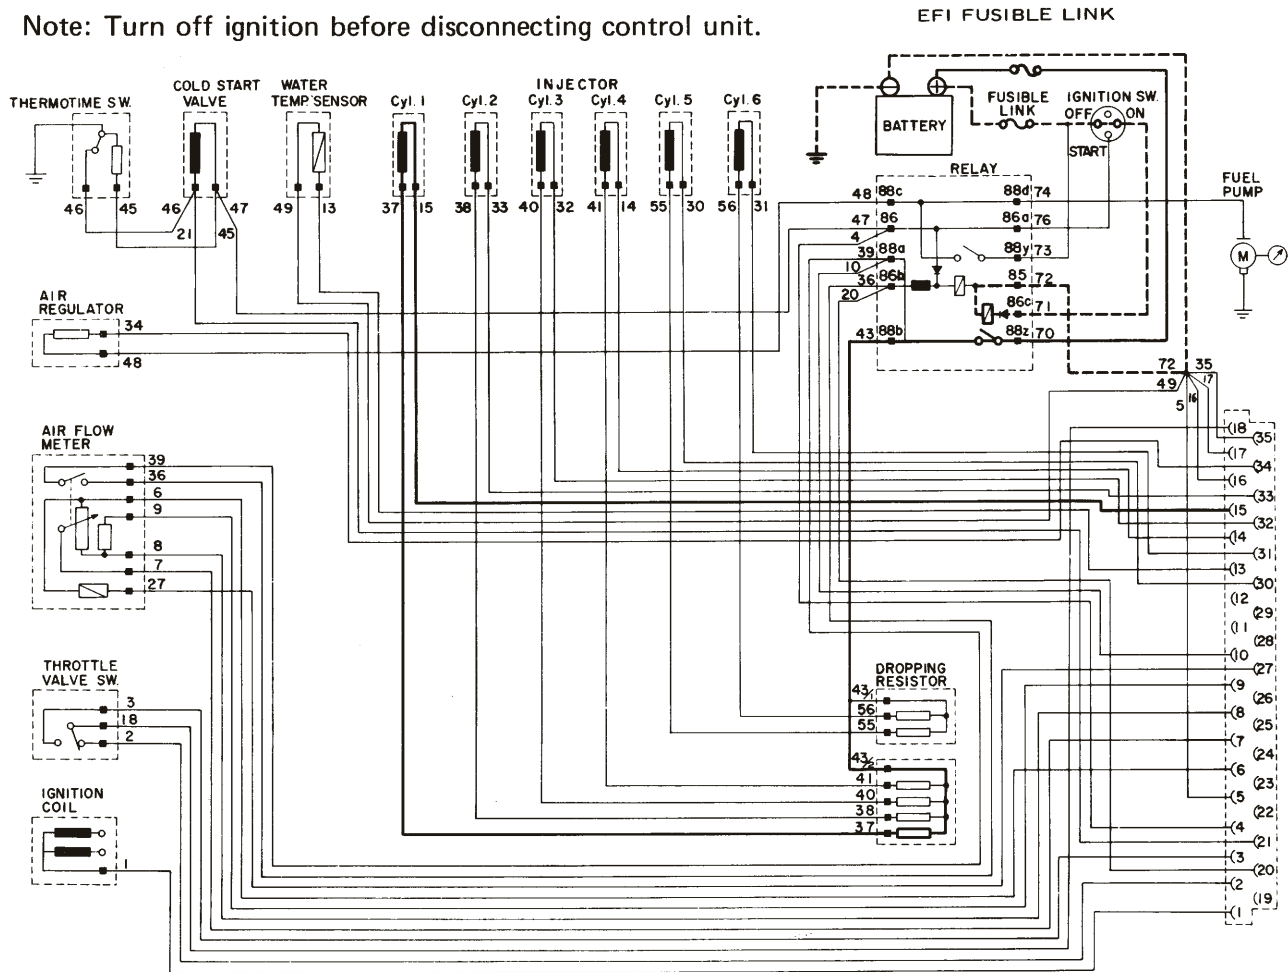 Note: Turn off ignition before disconnecting control unit.
EFI FUSIBLE LINK
THERMOTIME SW.
COLD START
VALVE
WATER
TEMP. SENSOR
INJECTOR
Cyl. 1
Cyl. 2
Cyl. 3
Cyl. 4
Cyl. 5
Cyl. 6
BATTERY
FUSIBLE
LINK
IGNITION SW.
OFF
ON
START
RELAY
FUEL
PUMP
M
46 45
46 47
21 45
49 13
37 15
38 33
40 32
41 14
55 30
56 31
48 88c 88d 74
47 86 86a 76
4
39 88a 88y 73
10
36 86b 85 72
20
86c 71
43 88b 88z 70
72 35
49 17
5 16
AIR
REGULATOR
34
48
AIR FLOW
METER
39
36
6
9
8
7
27
THROTTLE
VALVE SW.
3
18
2
IGNITION
COIL
1
DROPPING
RESISTOR
43/1
56
55
43/2
41
40
38
37
(18
(35
(17
(34
(16
(33
(15
(32
(14
(31
(13
(30
(12
(29
(11
(28
(10
(27
(9
(26
(8
(25
(7
(24
(6
(23
(5
(22
(4
(21
(3
(20
(2
(19
(1